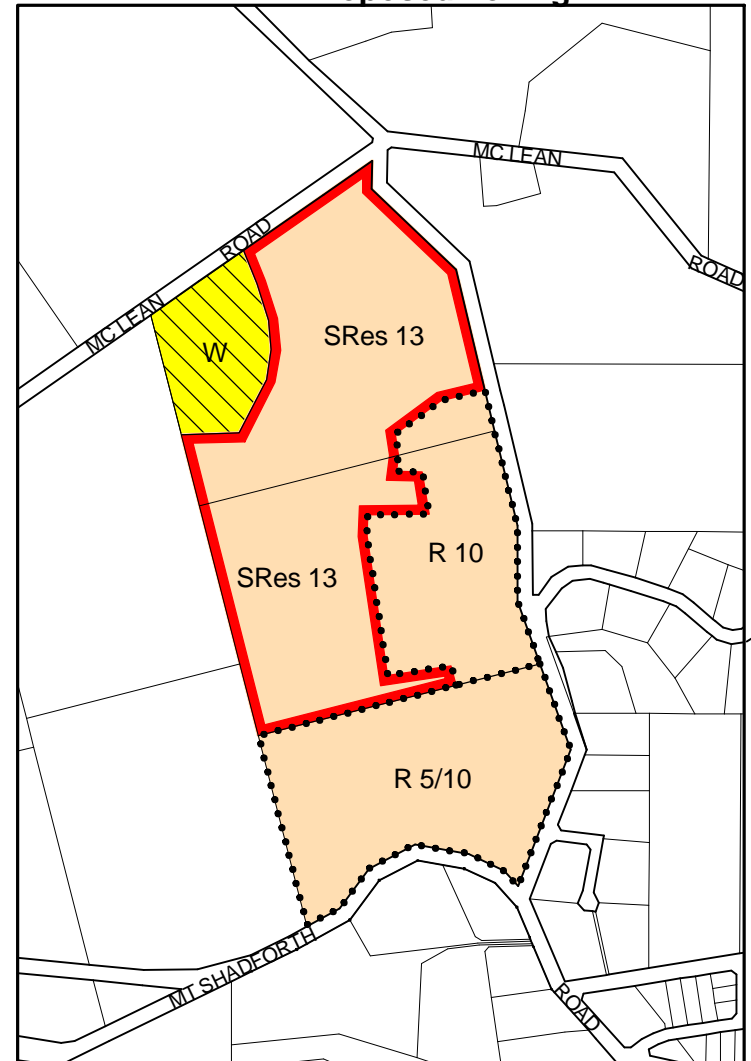 MC LEAN
ROAD
MC LEAN
ROAD
SRes 13
W
R 10
SRes 13
R 5/10
MT SHADFORTH
ROAD